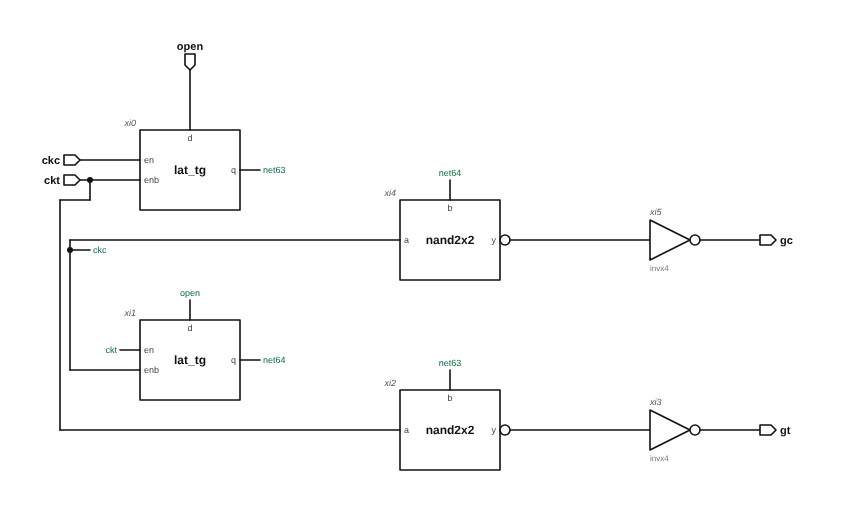 open
xi0
d
ckc
en
lat_tg
q
net63
ckt
enb
net64
xi4
b
xi5
a
nand2x2
y
gc
ckc
invx4
open
xi1
d
ckt
en
lat_tg
q
net64
enb
net63
xi2
b
xi3
a
nand2x2
y
gt
invx4